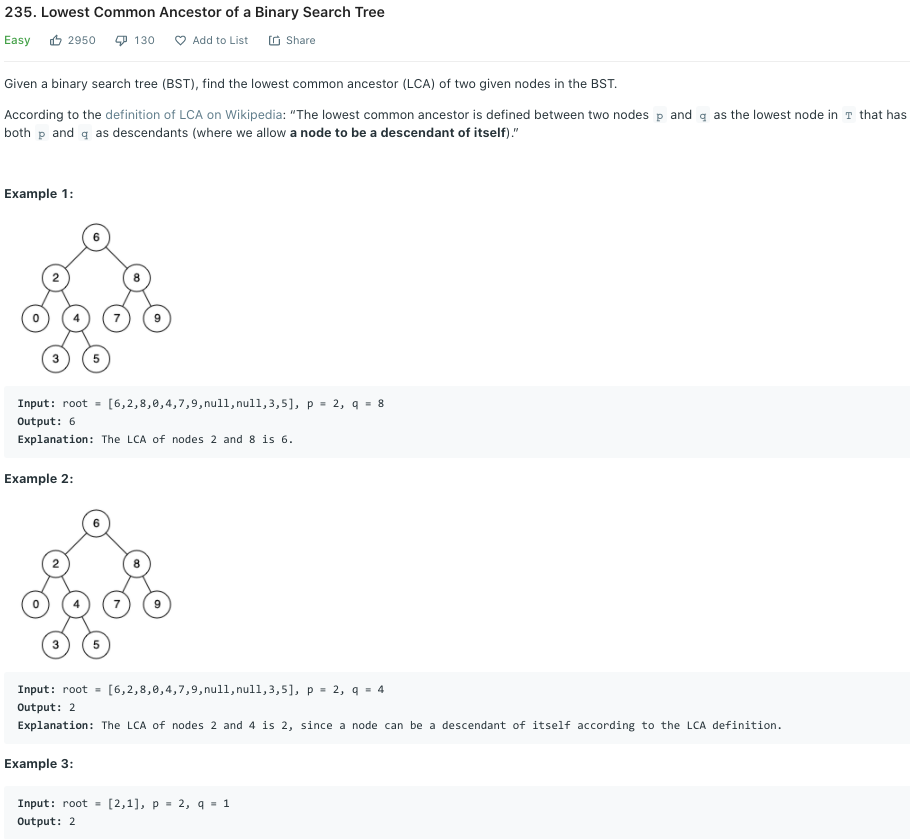 235. Lowest Common Ancestor of a Binary Search Tree
Easy 2950 130 Add to List Share
Given a binary search tree (BST), find the lowest common ancestor (LCA) of two given nodes in the BST.
According to the definition of LCA on Wikipedia: “The lowest common ancestor is defined between two nodes p and q as the lowest node in T that has
both p and q as descendants (where we allow a node to be a descendant of itself).”
Example 1:
6
2 8
0 4 7 9
3 5
Input: root = [6,2,8,0,4,7,9,null,null,3,5], p = 2, q = 8
Output: 6
Explanation: The LCA of nodes 2 and 8 is 6.
Example 2:
6
2 8
0 4 7 9
3 5
Input: root = [6,2,8,0,4,7,9,null,null,3,5], p = 2, q = 4
Output: 2
Explanation: The LCA of nodes 2 and 4 is 2, since a node can be a descendant of itself according to the LCA definition.
Example 3:
Input: root = [2,1], p = 2, q = 1
Output: 2